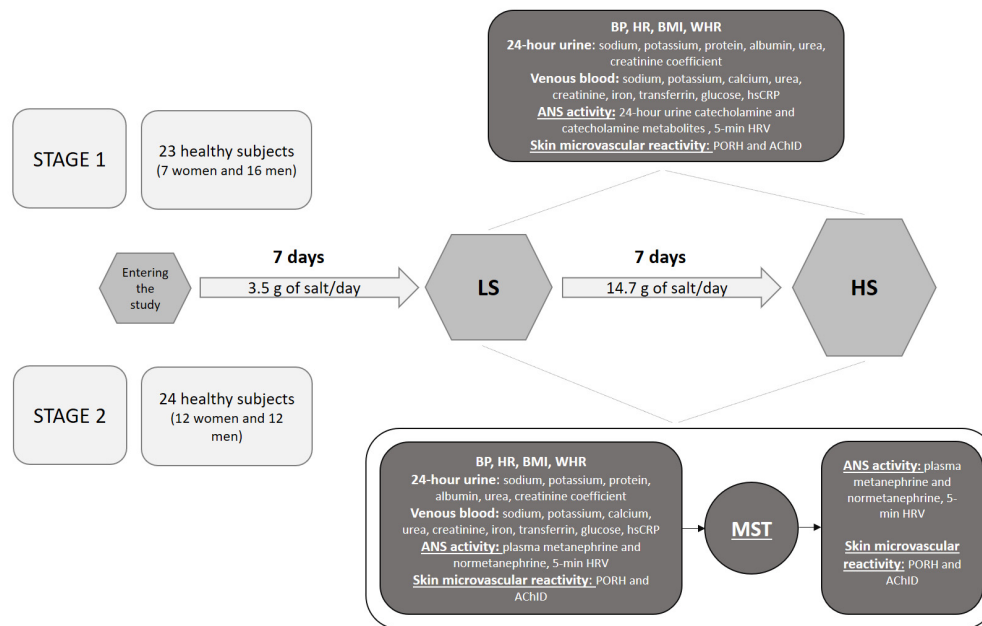 BP, HR, BMI, WHR
24-hour urine: sodium, potassium, protein, albumin, urea,
creatinine coefficient
Venous blood: sodium, potassium, calcium, urea,
creatinine, iron, transferrin, glucose, hsCRP
ANS activity: 24-hour urine catecholamine and
catecholamine metabolites , 5-min HRV
Skin microvascular reactivity: PORH and AChID
STAGE 1
23 healthy subjects
(7 women and 16 men)
Entering
the
study
7 days
3.5 g of salt/day
LS
7 days
14.7 g of salt/day
HS
STAGE 2
24 healthy subjects
(12 women and 12
men)
BP, HR, BMI, WHR
24-hour urine: sodium, potassium, protein,
albumin, urea, creatinine coefficient
Venous blood: sodium, potassium, calcium,
urea, creatinine, iron, transferrin, glucose, hsCRP
ANS activity: plasma metanephrine and
normetanephrine, 5-min HRV
Skin microvascular reactivity: PORH and
AChID
MST
ANS activity: plasma
metanephrine and
normetanephrine, 5-
min HRV
Skin microvascular
reactivity: PORH and
AChID